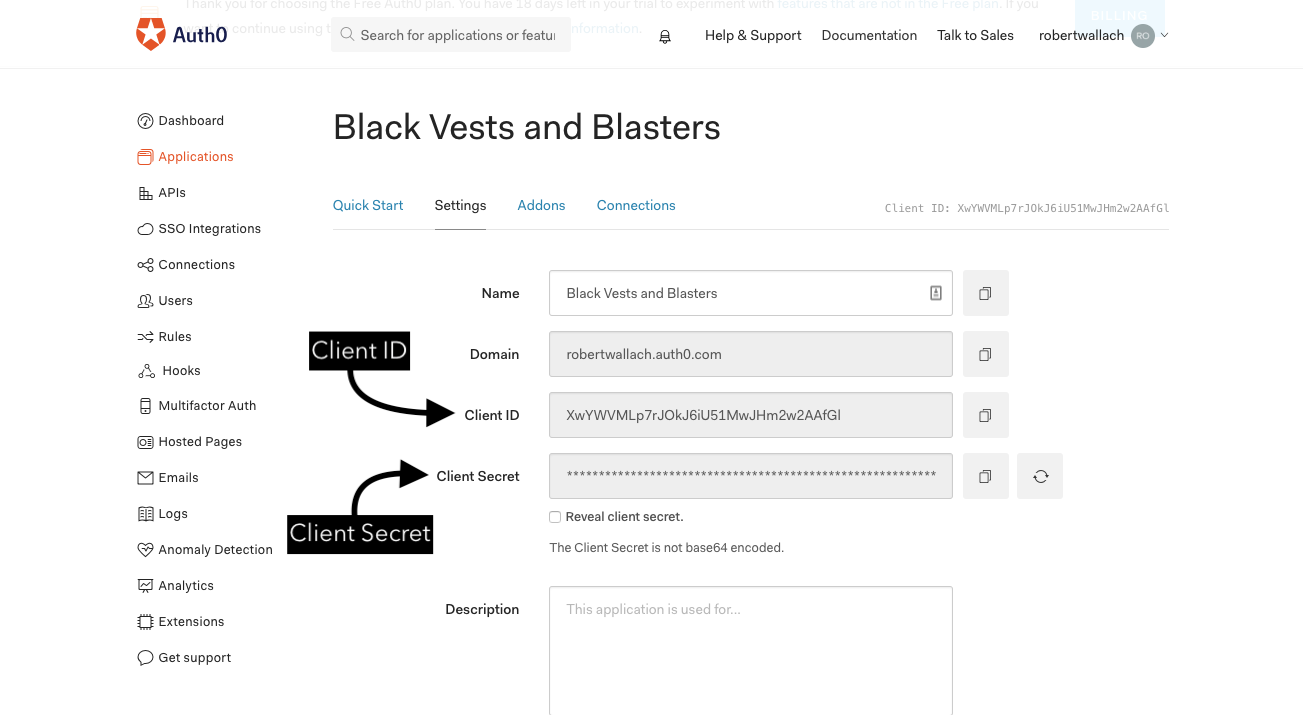 Thank you for choosing the Free Auth0 plan. You have 18 days left in your trial to experiment with features that are not in the Free plan. If you
continue using
information.
BILLING
Auth0
Search for applications or featu
Help & Support
Documentation
Talk to Sales
robertwallach
RO
Dashboard
Applications
APIs
SSO Integrations
Connections
Users
Rules
Hooks
Multifactor Auth
Hosted Pages
Emails
Logs
Anomaly Detection
Analytics
Extensions
Get support
Black Vests and Blasters
Quick Start
Settings
Addons
Connections
Client ID: XwYWVMLp7rJOkJ6iU51MwJHm2w2AAfGl
Name
Black Vests and Blasters
Domain
robertwallach.auth0.com
Client ID
Client ID
XwYWVMLp7rJOkJ6iU51MwJHm2w2AAfGl
Client Secret
**********************************************************
Client Secret
Reveal client secret.
The Client Secret is not base64 encoded.
Description
This application is used for...